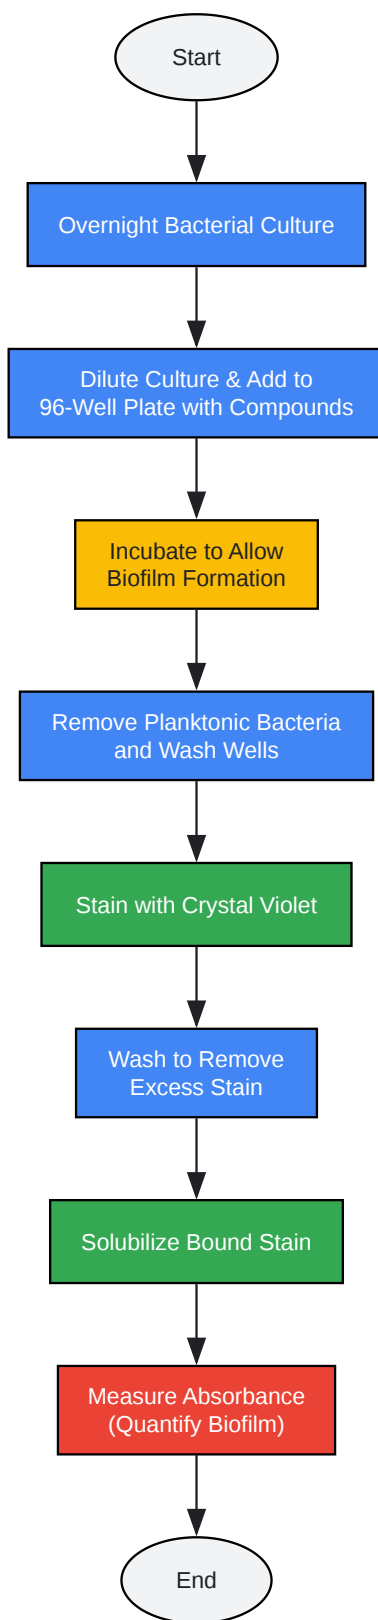 Start
Overnight Bacterial Culture
Dilute Culture & Add to
96-Well Plate with Compounds
Incubate to Allow
Biofilm Formation
Remove Planktonic Bacteria
and Wash Wells
Stain with Crystal Violet
Wash to Remove
Excess Stain
Solubilize Bound Stain
Measure Absorbance
(Quantify Biofilm)
End